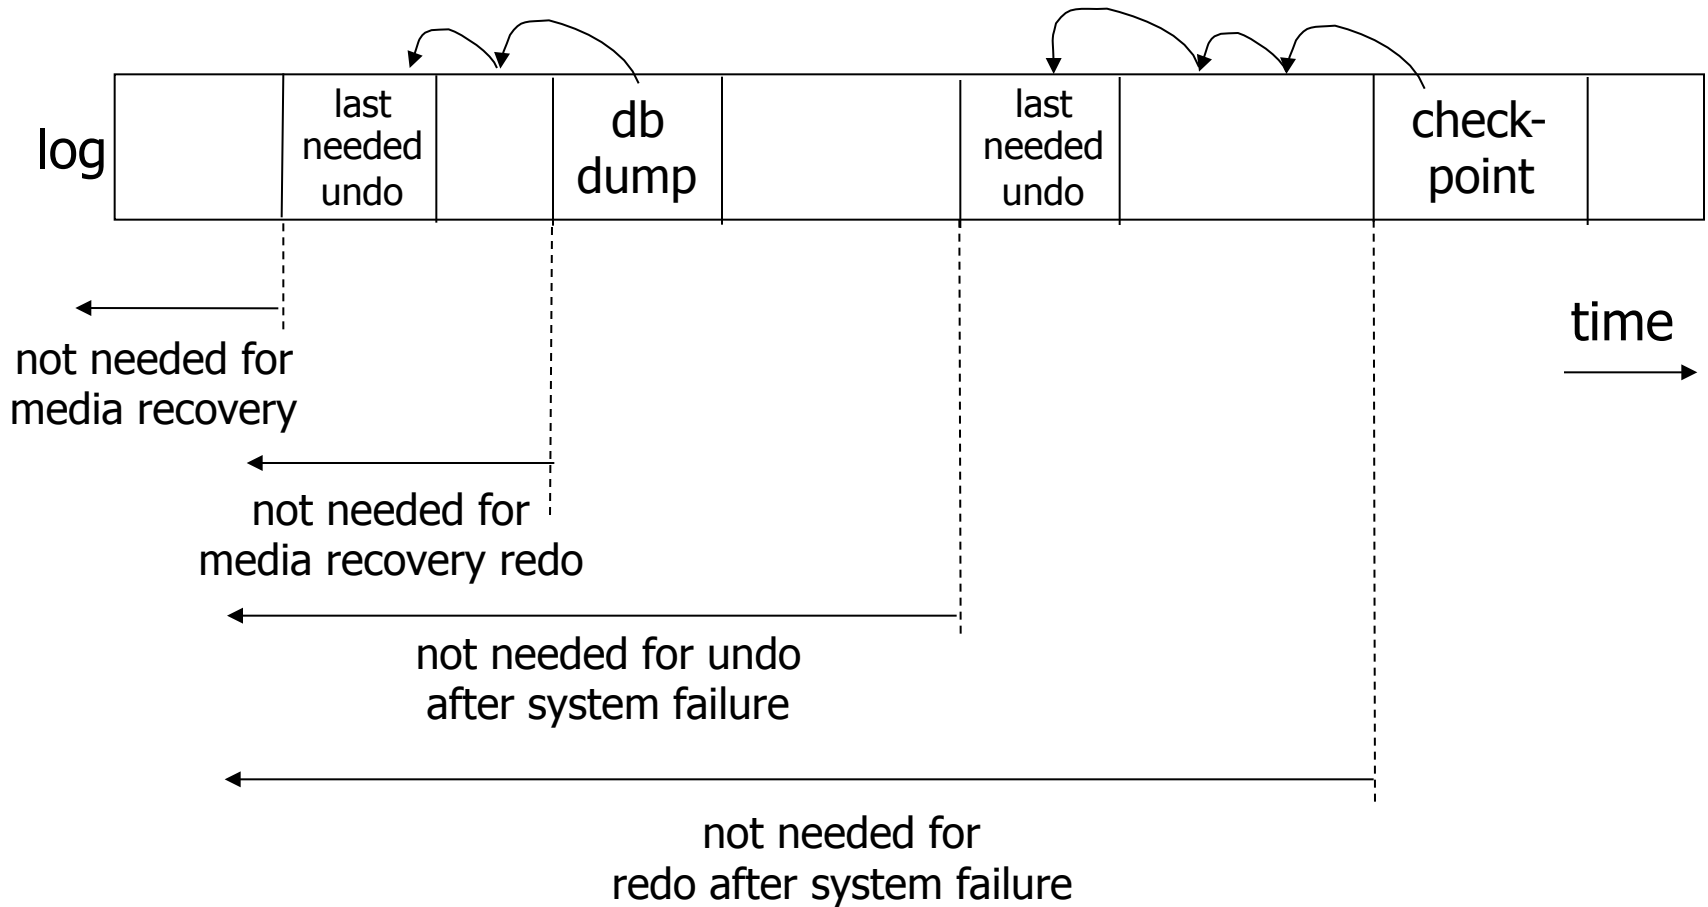 log
last
needed
undo
db
dump
last
needed
undo
check-
point
time
not needed for
media recovery
not needed for
media recovery redo
not needed for undo
after system failure
not needed for
redo after system failure